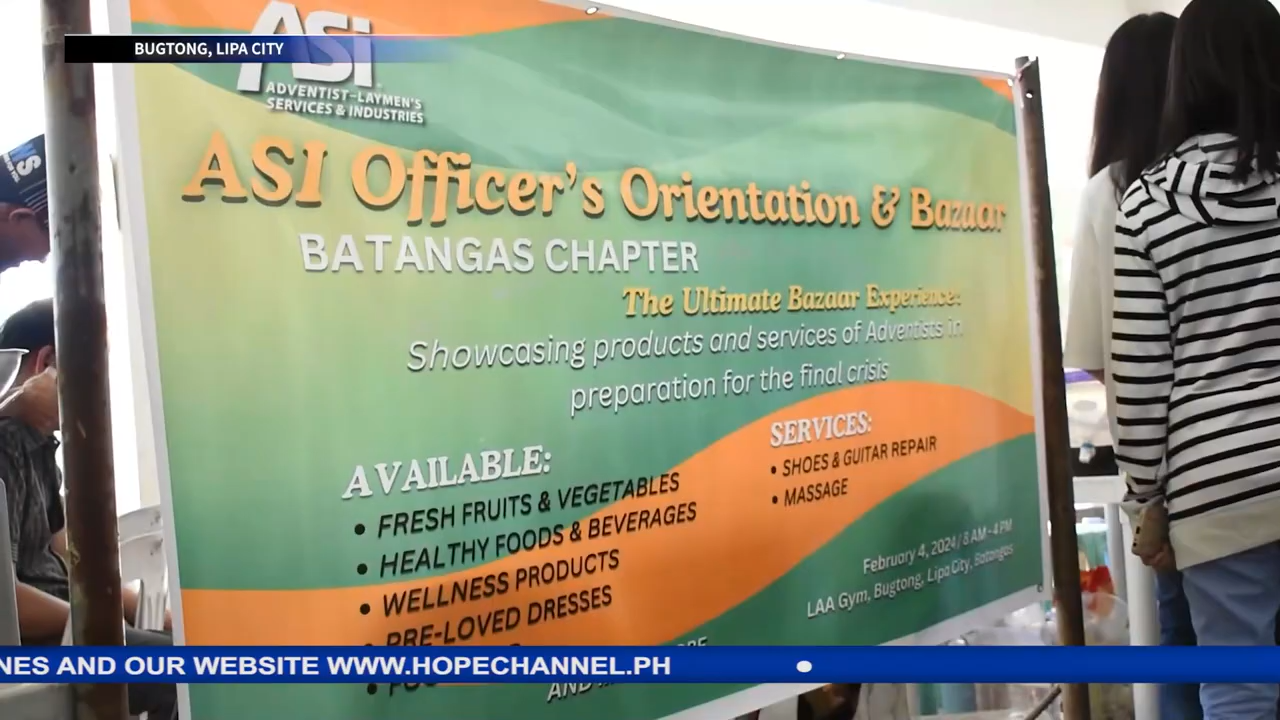 BUGTONG, LIPA CITY
ASI
ADVENTIST-LAYMEN'S
SERVICES & INDUSTRIES
ASI Officer's Orientation & Bazaar
BATANGAS CHAPTER
The Ultimate Bazaar Experience:
Showcasing products and services of Adventists in
preparation for the final crisis
AVAILABLE:
• FRESH FRUITS & VEGETABLES
• HEALTHY FOODS & BEVERAGES
• WELLNESS PRODUCTS
• PRE-LOVED DRESSES
SERVICES:
• SHOES & GUITAR REPAIR
• MASSAGE
February 4, 2024 / 8 AM - 4 PM
LAA Gym, Bugtong, Lipa City, Batangas
AND
NES AND OUR WEBSITE WWW.HOPECHANNEL.PH